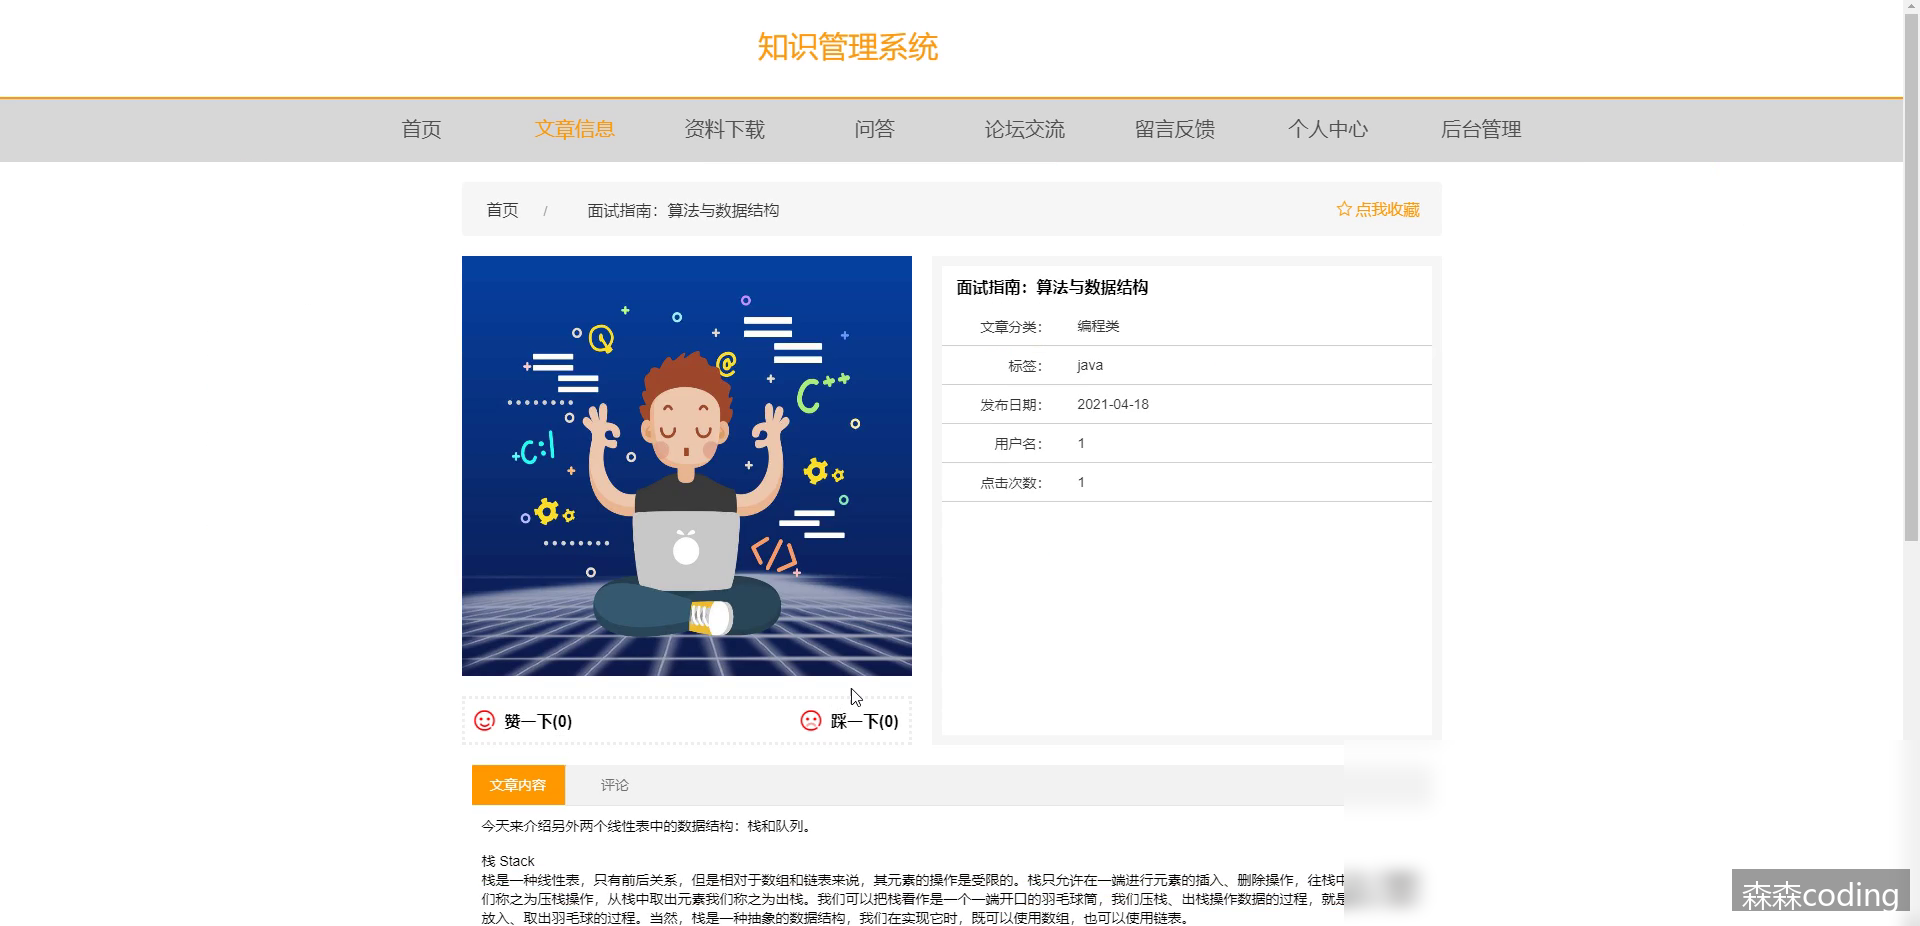 知识管理系统
首页 文章信息 资料下载 问答 论坛交流 留言反馈 个人中心 后台管理
首页 / 面试指南：算法与数据结构 点我收藏
Q
@
C++
C:\
</>
面试指南：算法与数据结构
文章分类： 编程类
标签： java
发布日期： 2021-04-18
用户名： 1
点击次数： 1
赞一下(0) 踩一下(0)
文章内容 评论
今天来介绍另外两个线性表中的数据结构：栈和队列。
栈 Stack
栈是一种线性表，只有前后关系，但是相对于数组和链表来说，其元素的操作是受限的。栈只允许在一端进行元素的插入、删除操作，往栈中
们称之为压栈操作，从栈中取出元素我们称之为出栈。我们可以把栈看作是一个一端开口的羽毛球筒，我们压栈、出栈操作数据的过程，就是
放入、取出羽毛球的过程。当然，栈是一种抽象的数据结构，我们在实现它时，既可以使用数组，也可以使用链表。
森森coding